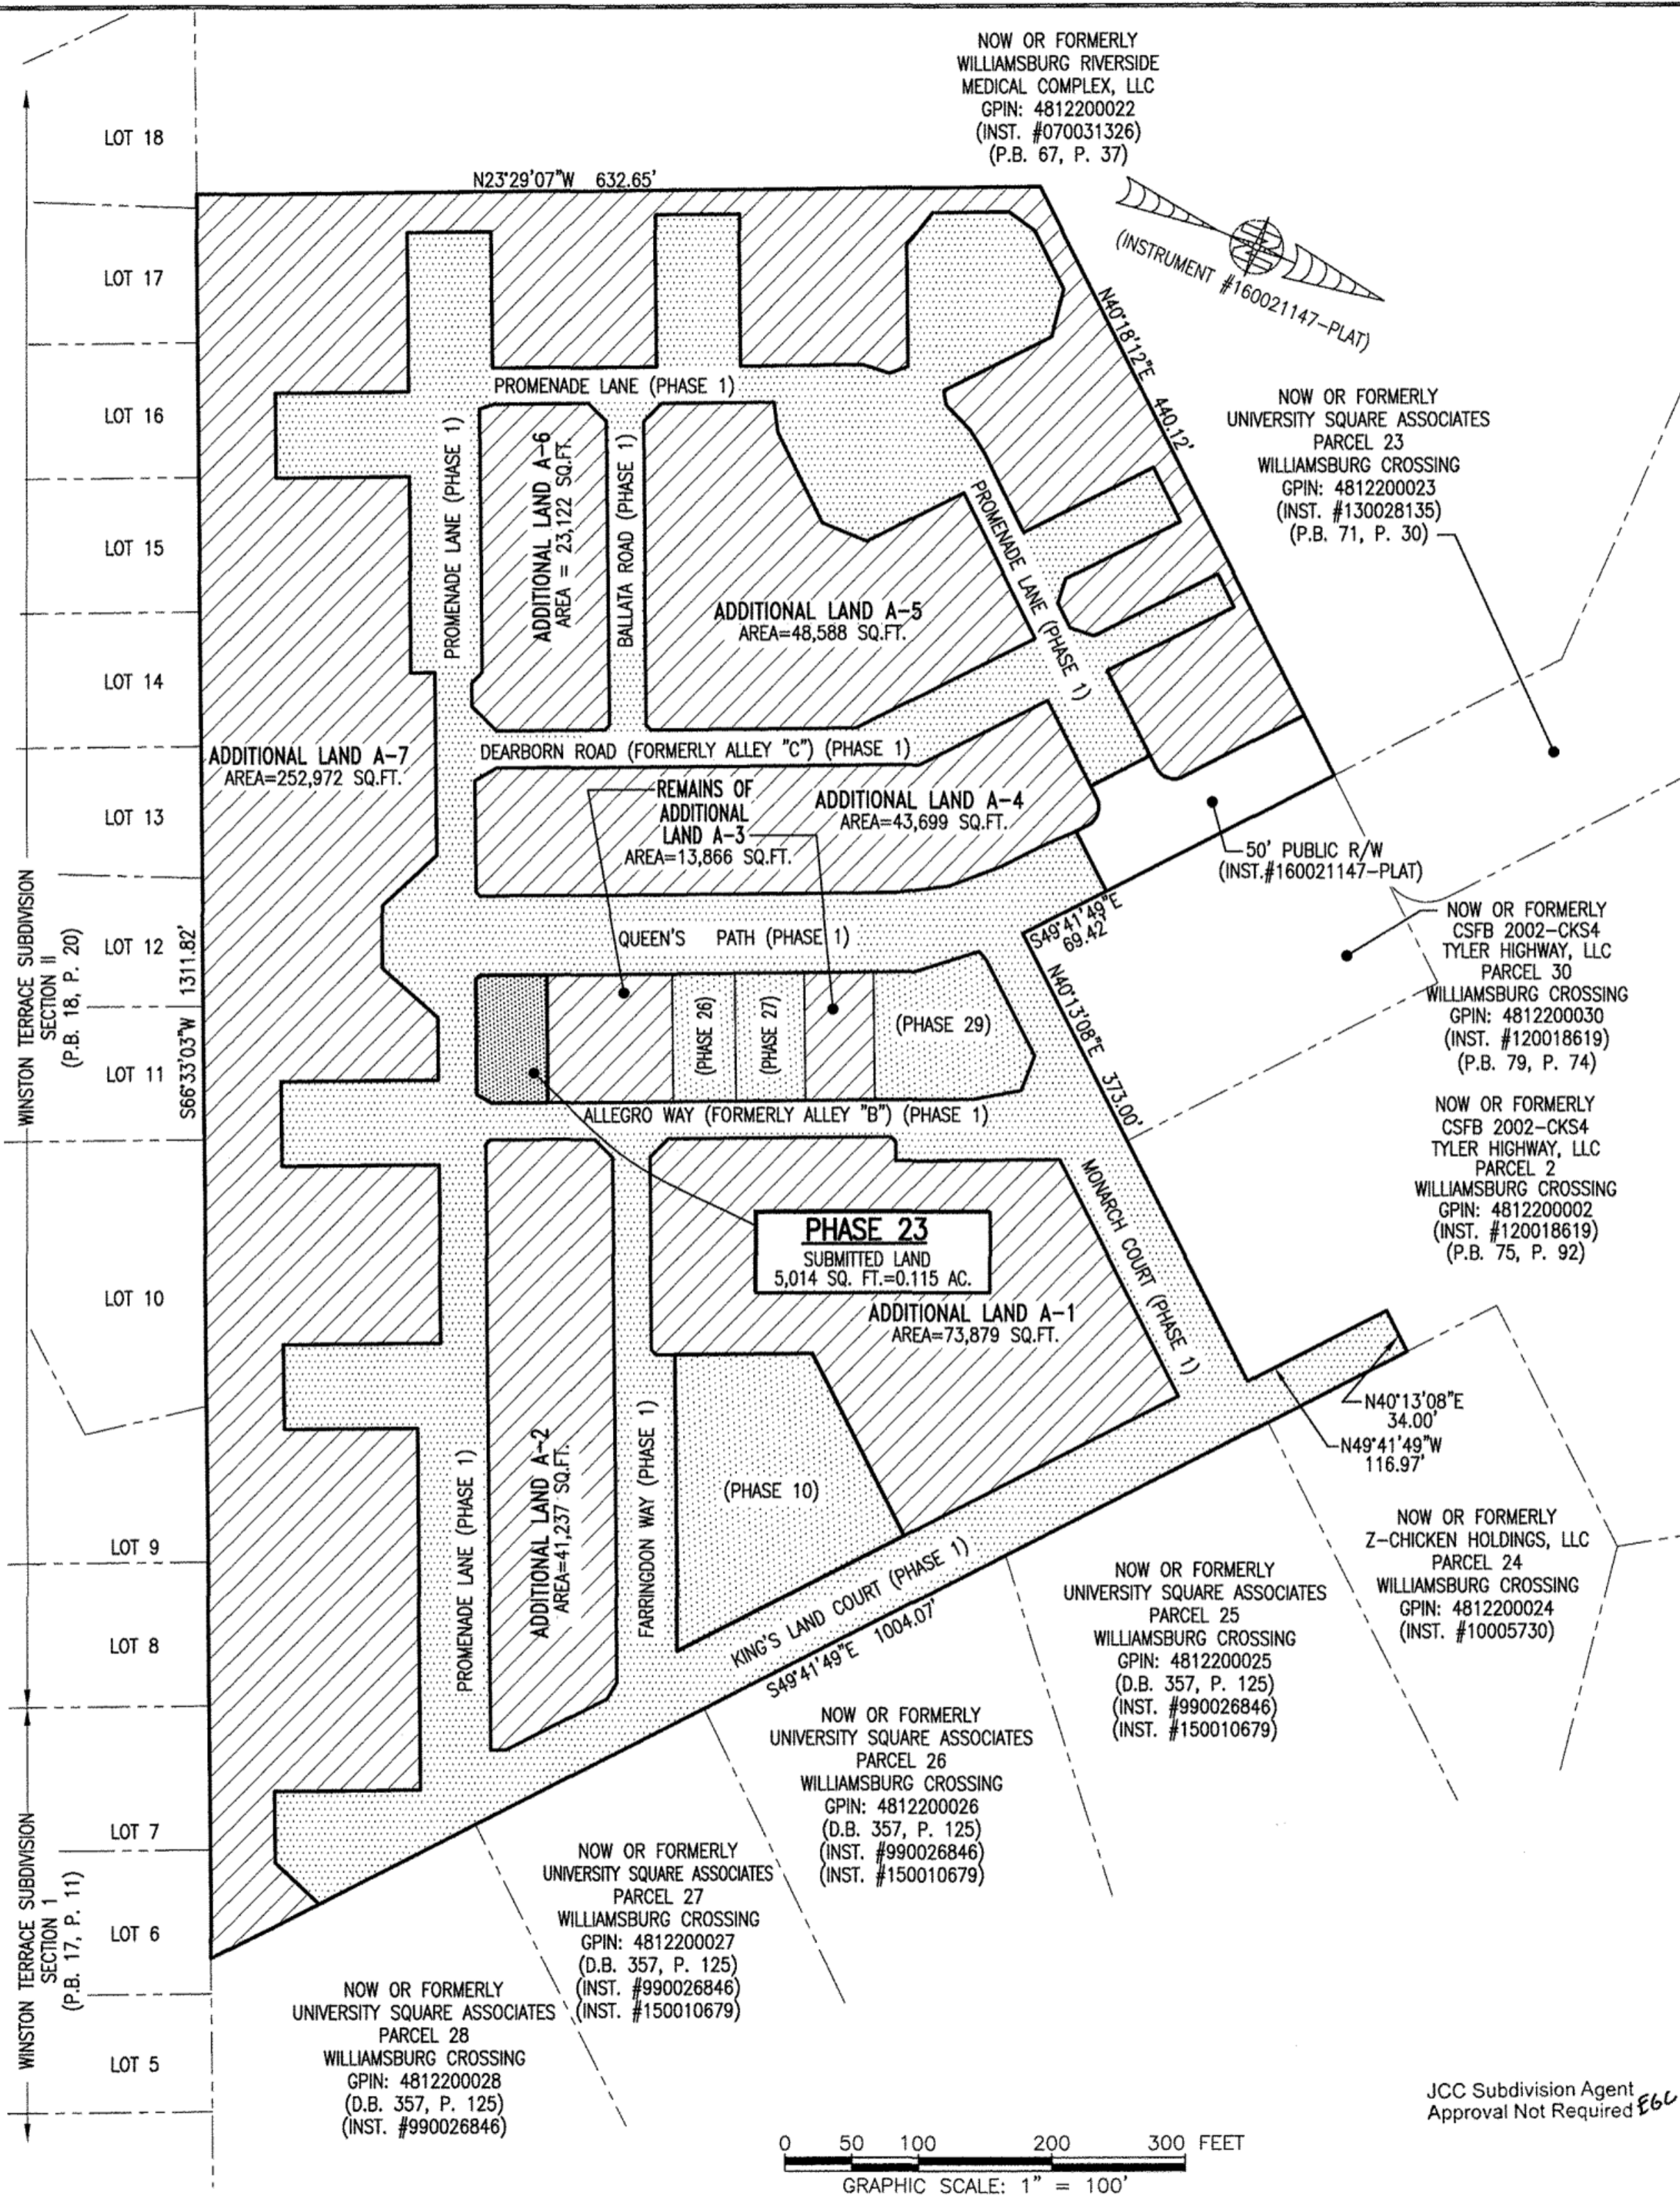 NOW OR FORMERLY
WILLIAMSBURG RIVERSIDE
MEDICAL COMPLEX, LLC
GPIN: 4812200022
(INST. #070031326)
(P.B. 67, P. 37)
LOT 18
N23°29'07"W 632.65'
(INSTRUMENT #160021147-PLAT)
LOT 17
N40°18'12"E 440.12'
NOW OR FORMERLY
UNIVERSITY SQUARE ASSOCIATES
PARCEL 23
WILLIAMSBURG CROSSING
GPIN: 4812200023
(INST. #130028135)
(P.B. 71, P. 30)
PROMENADE LANE (PHASE 1)
LOT 16
PROMENADE LANE (PHASE 1)
ADDITIONAL LAND A-6
AREA = 23,122 SQ.FT.
BALLATA ROAD (PHASE 1)
PROMENADE LANE (PHASE 1)
LOT 15
ADDITIONAL LAND A-5
AREA=48,588 SQ.FT.
LOT 14
DEARBORN ROAD (FORMERLY ALLEY "C") (PHASE 1)
ADDITIONAL LAND A-7
AREA=252,972 SQ.FT.
LOT 13
REMAINS OF
ADDITIONAL
LAND A-3
AREA=13,866 SQ.FT.
ADDITIONAL LAND A-4
AREA=43,699 SQ.FT.
50' PUBLIC R/W
(INST.#160021147-PLAT)
WINSTON TERRACE SUBDIVISION
SECTION II
(P.B. 18, P. 20)
S66°33'03"W 1311.82'
LOT 12
QUEEN'S PATH (PHASE 1)
S49°41'49"E
69.42'
N40°13'08"E 373.00'
NOW OR FORMERLY
CSFB 2002-CKS4
TYLER HIGHWAY, LLC
PARCEL 30
WILLIAMSBURG CROSSING
GPIN: 4812200030
(INST. #120018619)
(P.B. 79, P. 74)
(PHASE 26)
(PHASE 27)
(PHASE 29)
LOT 11
ALLEGRO WAY (FORMERLY ALLEY "B") (PHASE 1)
NOW OR FORMERLY
CSFB 2002-CKS4
TYLER HIGHWAY, LLC
PARCEL 2
WILLIAMSBURG CROSSING
GPIN: 4812200002
(INST. #120018619)
(P.B. 75, P. 92)
MONARCH COURT (PHASE 1)
PHASE 23
SUBMITTED LAND
5,014 SQ. FT.=0.115 AC.
LOT 10
ADDITIONAL LAND A-1
AREA=73,879 SQ.FT.
N40°13'08"E
34.00'
N49°41'49"W
116.97'
PROMENADE LANE (PHASE 1)
ADDITIONAL LAND A-2
AREA=41,237 SQ.FT.
FARRINGDON WAY (PHASE 1)
(PHASE 10)
LOT 9
KING'S LAND COURT (PHASE 1)
S49°41'49"E 1004.07'
NOW OR FORMERLY
Z-CHICKEN HOLDINGS, LLC
PARCEL 24
WILLIAMSBURG CROSSING
GPIN: 4812200024
(INST. #10005730)
LOT 8
NOW OR FORMERLY
UNIVERSITY SQUARE ASSOCIATES
PARCEL 25
WILLIAMSBURG CROSSING
GPIN: 4812200025
(D.B. 357, P. 125)
(INST. #990026846)
(INST. #150010679)
NOW OR FORMERLY
UNIVERSITY SQUARE ASSOCIATES
PARCEL 26
WILLIAMSBURG CROSSING
GPIN: 4812200026
(D.B. 357, P. 125)
(INST. #990026846)
(INST. #150010679)
LOT 7
NOW OR FORMERLY
UNIVERSITY SQUARE ASSOCIATES
PARCEL 27
WILLIAMSBURG CROSSING
GPIN: 4812200027
(D.B. 357, P. 125)
(INST. #990026846)
(INST. #150010679)
WINSTON TERRACE SUBDIVISION
SECTION 1
(P.B. 17, P. 11)
LOT 6
NOW OR FORMERLY
UNIVERSITY SQUARE ASSOCIATES
PARCEL 28
WILLIAMSBURG CROSSING
GPIN: 4812200028
(D.B. 357, P. 125)
(INST. #990026846)
LOT 5
JCC Subdivision Agent
Approval Not Required
0 50 100 200 300 FEET
GRAPHIC SCALE: 1" = 100'